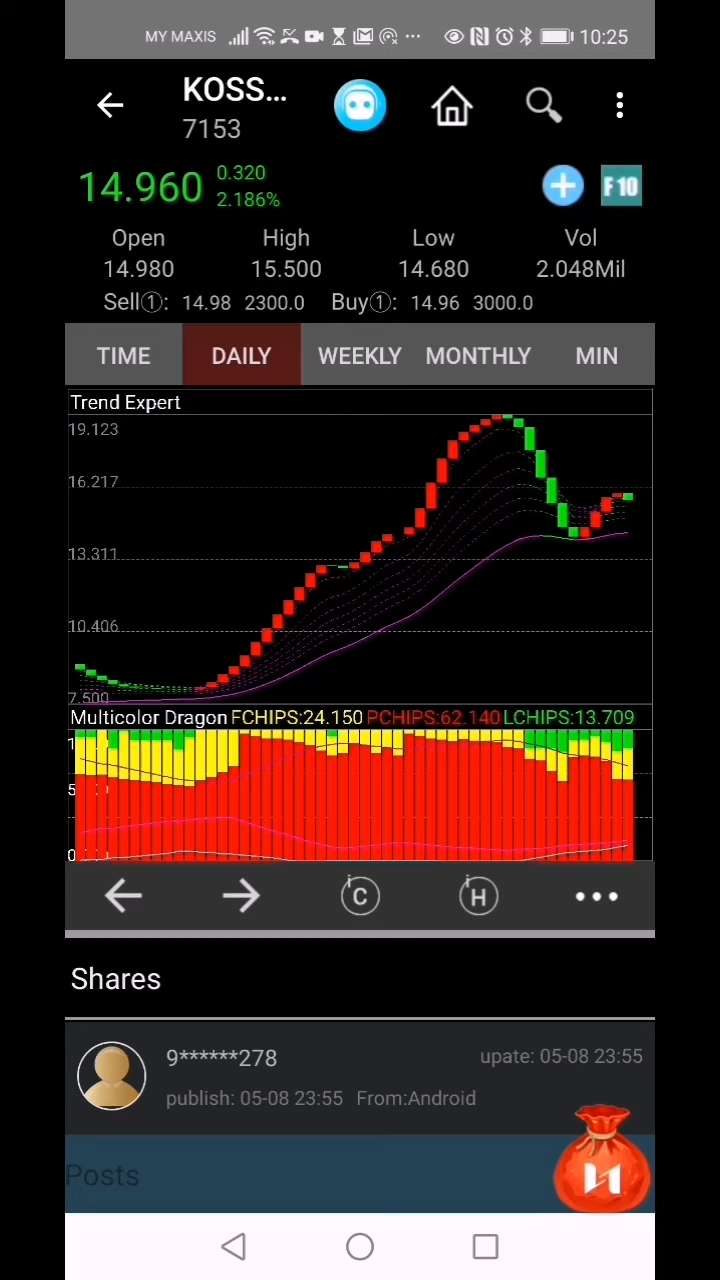 MY MAXIS 10:25
KOSS...
7153
14.960 0.320
2.186%
F10
Open High Low Vol
14.980 15.500 14.680 2.048Mil
Sell①: 14.98 2300.0 Buy①: 14.96 3000.0
TIME DAILY WEEKLY MONTHLY MIN
Trend Expert
19.123
16.217
13.311
10.406
7.500
Multicolor Dragon FCHIPS:24.150 PCHIPS:62.140 LCHIPS:13.709
C H
Shares
9******278 upate: 05-08 23:55
publish: 05-08 23:55 From:Android
Posts